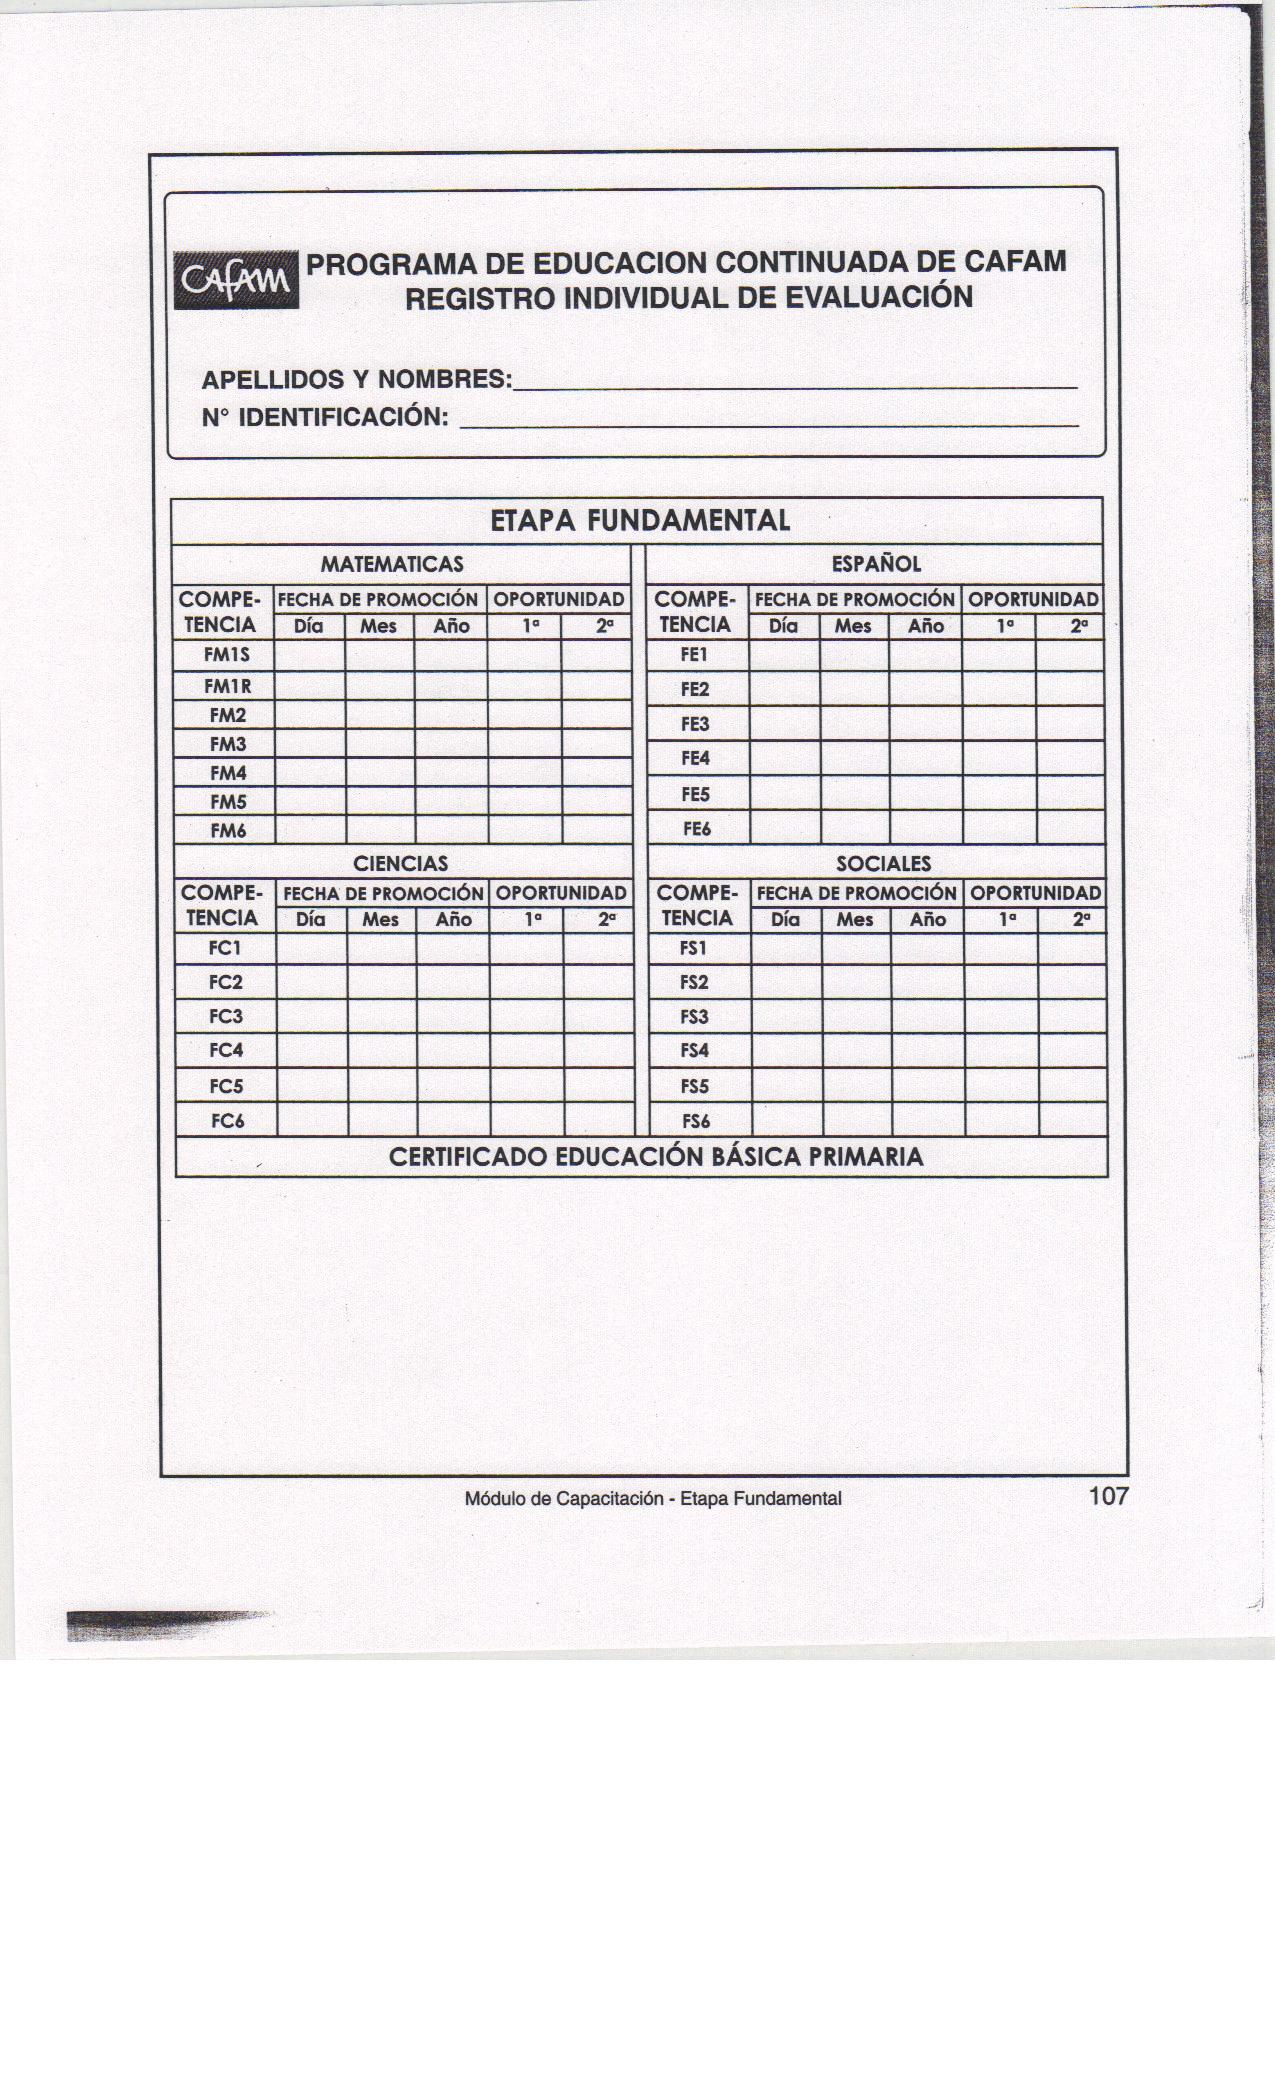 CAFAM
PROGRAMA DE EDUCACION CONTINUADA DE CAFAM
REGISTRO INDIVIDUAL DE EVALUACIÓN
APELLIDOS Y NOMBRES:
N° IDENTIFICACIÓN:
ETAPA FUNDAMENTAL
MATEMATICAS ESPAÑOL
COMPE- FECHA DE PROMOCIÓN OPORTUNIDAD COMPE- FECHA DE PROMOCIÓN OPORTUNIDAD
TENCIA Día Mes Año 1ª 2ª TENCIA Día Mes Año 1ª 2ª
FM1S FE1
FM1R FE2
FM2 FE3
FM3 FE4
FM4 FE5
FM5 FE6
FM6
CIENCIAS SOCIALES
COMPE- FECHA DE PROMOCIÓN OPORTUNIDAD COMPE- FECHA DE PROMOCIÓN OPORTUNIDAD
TENCIA Día Mes Año 1ª 2ª TENCIA Día Mes Año 1ª 2ª
FC1 FS1
FC2 FS2
FC3 FS3
FC4 FS4
FC5 FS5
FC6 FS6
CERTIFICADO EDUCACIÓN BÁSICA PRIMARIA
Módulo de Capacitación - Etapa Fundamental 107